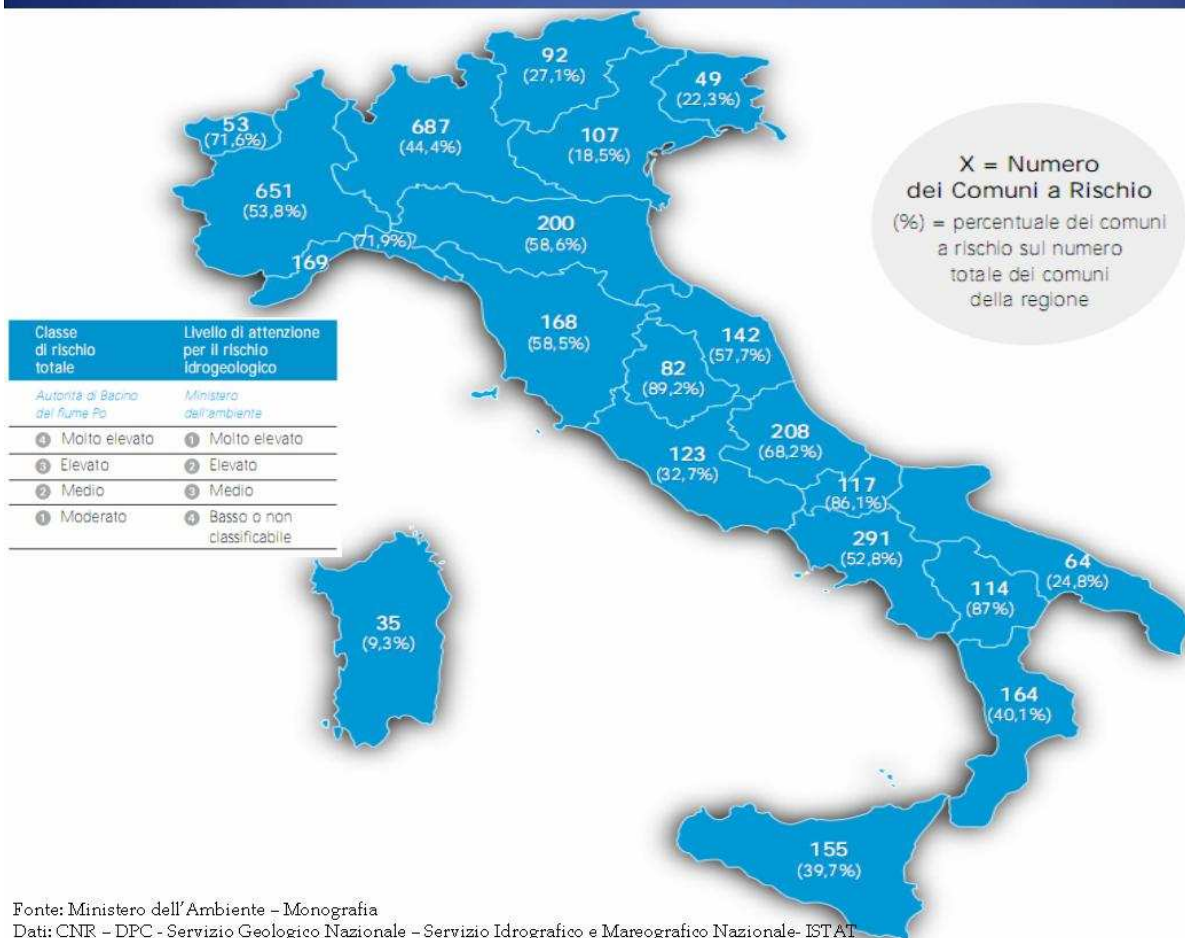 92
(27,1%)
49
(22,3%)
53
(71,6%)
687
(44,4%)
107
(18,5%)
651
(53,8%)
200
(58,6%)
(71,9%)
169
X = Numero
dei Comuni a Rischio
(%) = percentuale dei comuni
a rischio sul numero
totale dei comuni
della regione
168
(58,5%)
142
(57,7%)
82
(89,2%)
208
(68,2%)
123
(32,7%)
117
(86,1%)
291
(52,8%)
64
(24,8%)
114
(87%)
35
(9,3%)
164
(40,1%)
155
(39,7%)
Classe
di rischio
totale
Livello di attenzione
per il rischio
idrogeologico
Autorità di Bacino
del fiume Po
Ministero
dell'ambiente
4 Molto elevato 1 Molto elevato
3 Elevato 2 Elevato
2 Medio 3 Medio
1 Moderato 4 Basso o non
classificabile
Fonte: Ministero dell'Ambiente – Monografia
Dati: CNR – DPC - Servizio Geologico Nazionale – Servizio Idrografico e Mareografico Nazionale- ISTAT